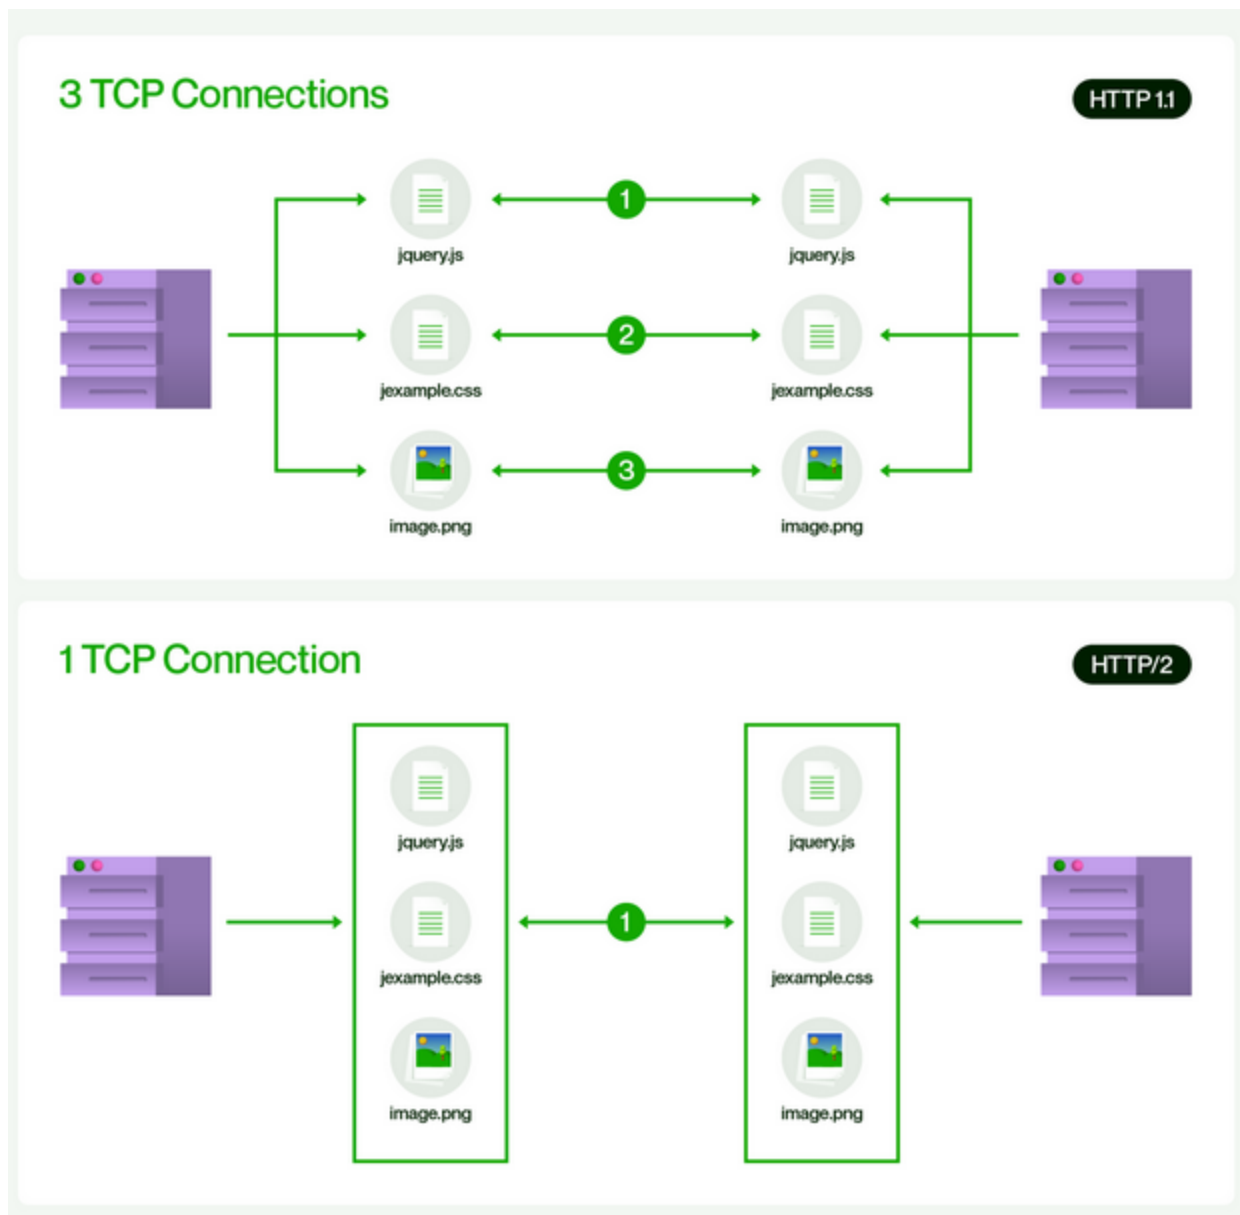 3 TCP Connections
HTTP 1.1
jquery.js
1
jquery.js
jexample.css
2
jexample.css
image.png
3
image.png
1 TCP Connection
HTTP/2
jquery.js
jquery.js
jexample.css
1
jexample.css
image.png
image.png